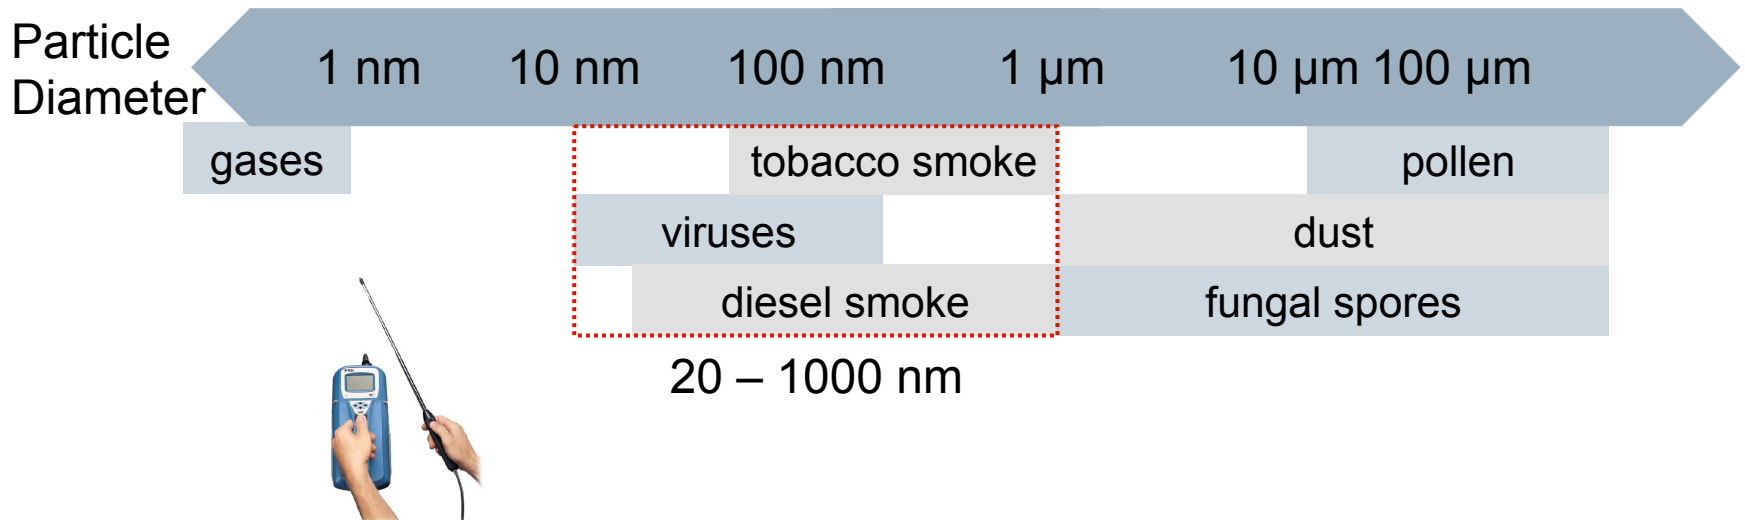 Particle
Diameter
1 nm 10 nm 100 nm 1 µm 10 µm 100 µm
gases tobacco smoke pollen
viruses dust
diesel smoke fungal spores
20 – 1000 nm